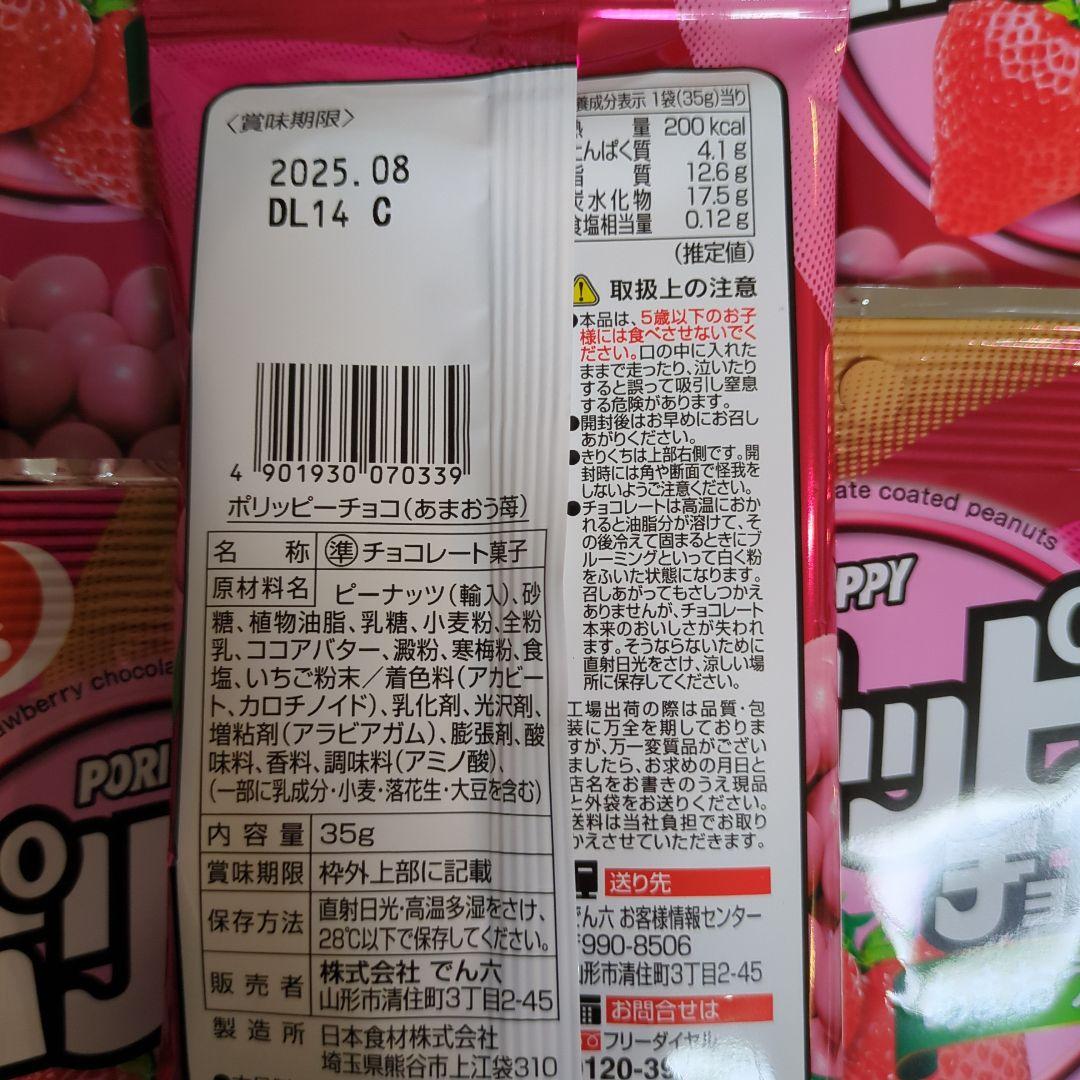 〈賞味期限〉
2025.08
DL14 C
4 901930 070339
ポリッピーチョコ(あまおう苺)
名 称 準チョコレート菓子
原材料名 ピーナッツ(輸入)、砂
糖、植物油脂、乳糖、小麦粉、全粉
乳、ココアバター、澱粉、寒梅粉、食
塩、いちご粉末/着色料(アカビー
ト、カロチノイド)、乳化剤、光沢剤、
増粘剤(アラビアガム)、膨張剤、酸
味料、香料、調味料(アミノ酸)、
(一部に乳成分・小麦・落花生・大豆を含む)
内容量 35g
賞味期限 枠外上部に記載
保存方法 直射日光・高温多湿をさけ、
28℃以下で保存してください。
販売者 株式会社 でん六
山形市清住町3丁目2-45
製造所 日本食材株式会社
埼玉県熊谷市上江袋310
養成分表示 1袋(35g)当り
量 200 kcal
たんぱく質 4.1g
脂質 12.6g
炭水化物 17.5g
食塩相当量 0.12g
(推定値)
取扱上の注意
●本品は、5歳以下のお子
様には食べさせないでく
ださい。口の中に入れた
ままで走ったり、泣いたり
すると誤って吸引し窒息
する危険があります。
●開封後はお早めにお召し
あがりください。
●きりくちは上部右側です。開
封時には角や断面で怪我を
しないようご注意ください。
●チョコレートは高温におか
れると油脂分が溶けて、そ
の後冷えて固まるときにブ
ルーミングといって白く粉
をふいた状態になります。
召しあがってもさしつかえ
ありませんが、チョコレート
本来のおいしさが失われ
ます。そうならないために
直射日光をさけ、涼しい場
所に保存してください。
工場出荷の際は品質・包
装に万全を期しておりま
すが、万一変質品がござい
ましたら、お求めの月日と
店名をお書きのうえ現品
と外袋をお送りください。
送料は当社負担でお取り
かえさせていただきます。
送り先
でん六 お客様情報センター
〒990-8506
山形市清住町3丁目2-45
お問合せは
フリーダイヤル
0120-39
ate coated peanuts
PPY
チョ
awberry chocola
PORI